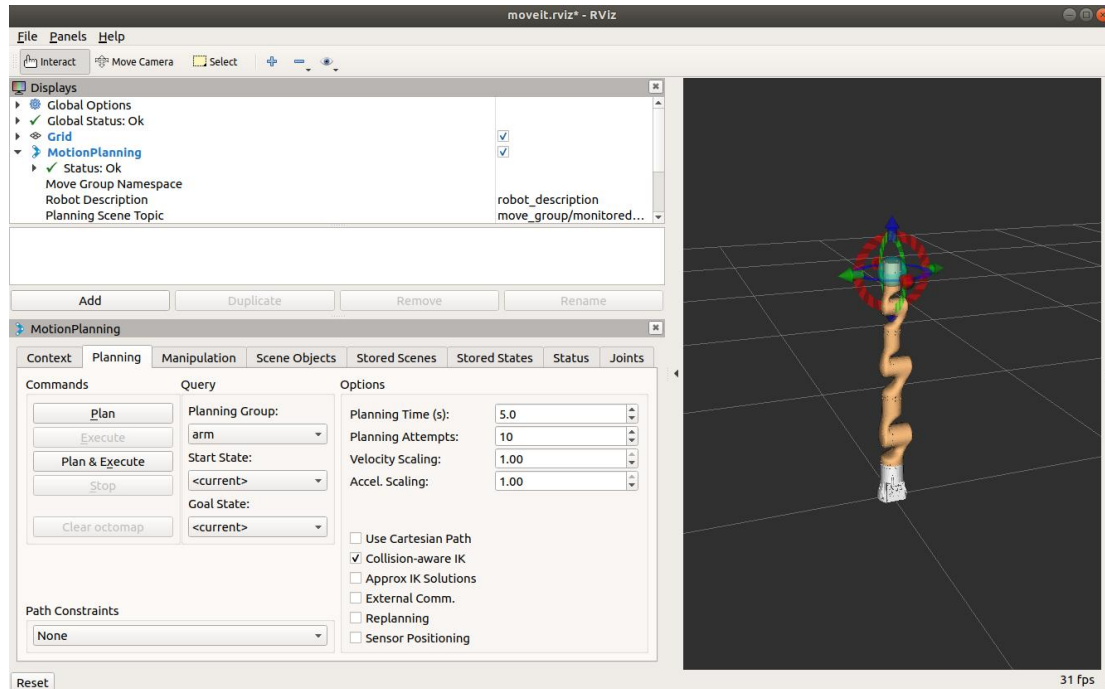 moveit.rviz* - RViz
File Panels Help
Interact Move Camera Select
Displays
Global Options
Global Status: Ok
Grid
MotionPlanning
Status: Ok
Move Group Namespace
Robot Description robot_description
Planning Scene Topic move_group/monitored...
Add Duplicate Remove Rename
MotionPlanning
Context Planning Manipulation Scene Objects Stored Scenes Stored States Status Joints
Commands Query Options
Plan Planning Group: Planning Time (s): 5.0
Execute arm Planning Attempts: 10
Plan & Execute Start State: Velocity Scaling: 1.00
Stop <current> Accel. Scaling: 1.00
Goal State:
Clear octomap <current>
Use Cartesian Path
Collision-aware IK
Approx IK Solutions
External Comm.
Path Constraints Replanning
None Sensor Positioning
Reset 31 fps